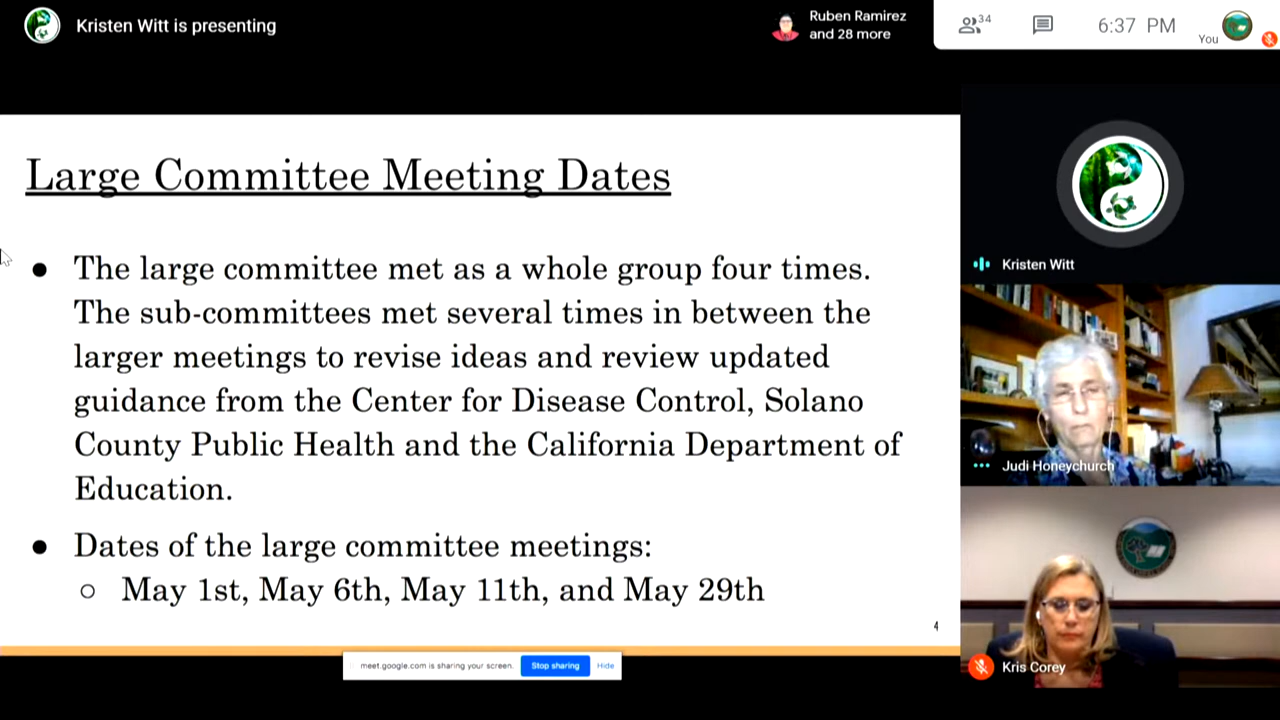 Kristen Witt is presenting
Ruben Ramirez
and 28 more
34
6:37 PM
You
Large Committee Meeting Dates
● The large committee met as a whole group four times.
The sub-committees met several times in between the
larger meetings to revise ideas and review updated
guidance from the Center for Disease Control, Solano
County Public Health and the California Department of
Education.
● Dates of the large committee meetings:
○ May 1st, May 6th, May 11th, and May 29th
4
meet.google.com is sharing your screen.
Stop sharing
Hide
Kristen Witt
Judi Honeychurch
Kris Corey